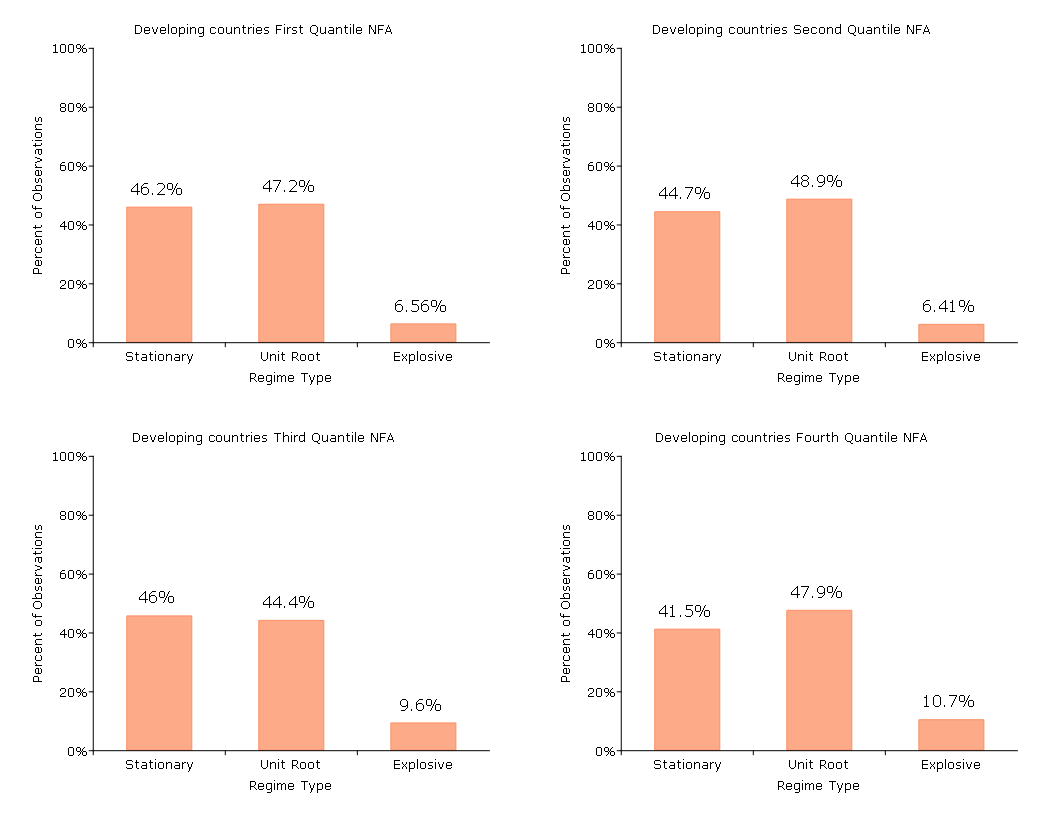 Developing countries First Quantile NFA
100%
80%
60%
40%
20%
0%
Percent of Observations
46.2%
47.2%
6.56%
Stationary
Unit Root
Explosive
Regime Type
Developing countries Second Quantile NFA
100%
80%
60%
40%
20%
0%
Percent of Observations
44.7%
48.9%
6.41%
Stationary
Unit Root
Explosive
Regime Type
Developing countries Third Quantile NFA
100%
80%
60%
40%
20%
0%
Percent of Observations
46%
44.4%
9.6%
Stationary
Unit Root
Explosive
Regime Type
Developing countries Fourth Quantile NFA
100%
80%
60%
40%
20%
0%
Percent of Observations
41.5%
47.9%
10.7%
Stationary
Unit Root
Explosive
Regime Type